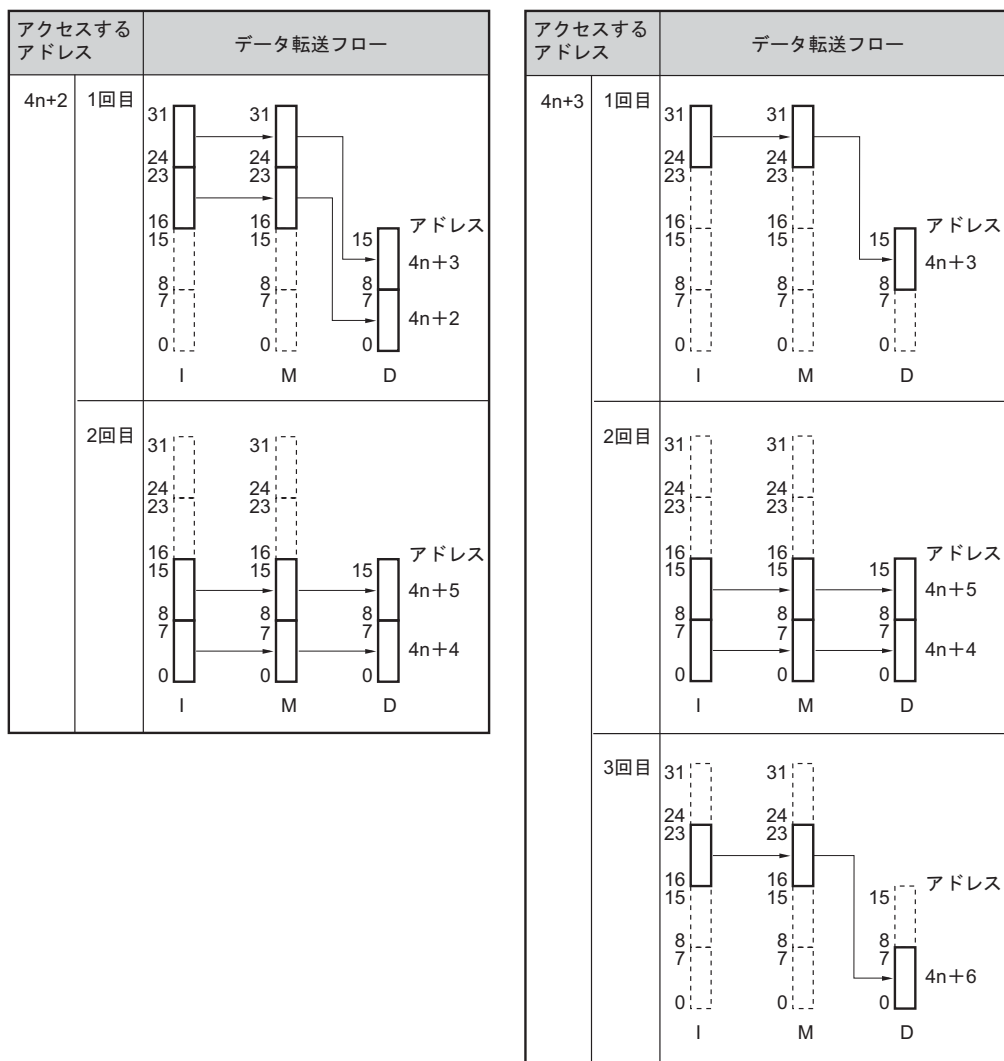 アクセスする
アドレス
データ転送フロー
4n+2
1回目
31 31
24 24
23 23
16 16 アドレス
15 15 15
4n+3
8 8 8
7 7 7
4n+2
0 0 0
I M D
2回目
31 31
24 24
23 23
16 16 アドレス
15 15 15
4n+5
8 8 8
7 7 7
4n+4
0 0 0
I M D
アクセスする
アドレス
データ転送フロー
4n+3
1回目
31 31
24 24
23 23
16 16 アドレス
15 15 15
4n+3
8 8 8
7 7 7
0 0 0
I M D
2回目
31 31
24 24
23 23
16 16 アドレス
15 15 15
4n+5
8 8 8
7 7 7
4n+4
0 0 0
I M D
3回目
31 31
24 24
23 23
16 16 アドレス
15 15 15
8 8 8
7 7 7
4n+6
0 0 0
I M D